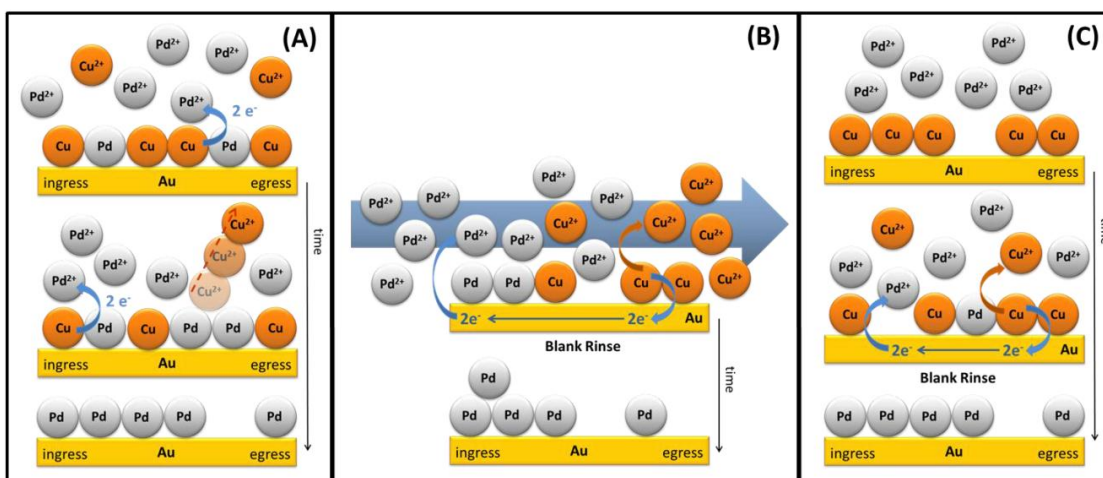 (A)
Pd²⁺ Pd²⁺
Cu²⁺ Cu²⁺
Pd²⁺ Pd²⁺ Pd²⁺
2 e⁻
Cu Pd Cu Cu Pd Cu
ingress Au egress
time
Cu²⁺
Pd²⁺
Cu²⁺
Pd²⁺ Pd²⁺ Pd²⁺ Pd²⁺
Cu²⁺
2 e⁻
Cu Pd Cu Pd Pd Cu
ingress Au egress
Pd Pd Pd Pd Pd
ingress Au egress
(B)
Pd²⁺ Cu²⁺
Pd²⁺ Pd²⁺ Pd²⁺
Cu²⁺ Cu²⁺ Cu²⁺
Pd²⁺ Pd²⁺ Pd²⁺ Pd²⁺
Pd²⁺ Pd Pd Cu Cu Cu Cu²⁺
2e⁻ 2e⁻ Au
Blank Rinse
time
Pd
Pd Pd Pd Pd
ingress Au egress
(C)
Pd²⁺ Pd²⁺
Pd²⁺ Pd²⁺ Pd²⁺ Pd²⁺
Cu Cu Cu Cu Cu
ingress Au egress
time
Cu²⁺ Pd²⁺
Pd²⁺ Pd²⁺ Cu²⁺ Pd²⁺
Pd²⁺
Cu Cu Pd Cu Cu
2e⁻ 2e⁻ Au
Blank Rinse
Pd Pd Pd Pd Pd
ingress Au egress